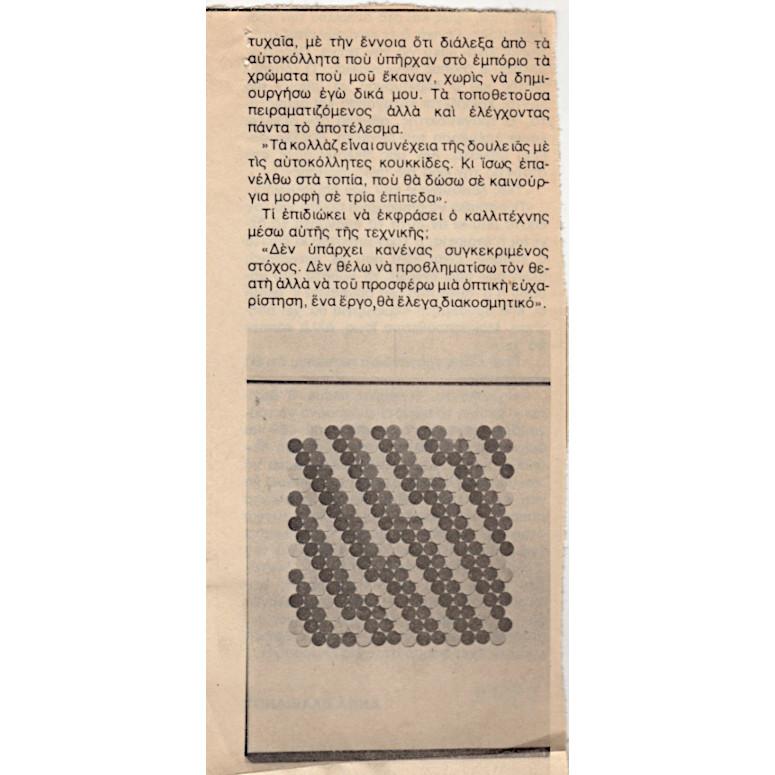 τυχαῖα, μὲ τὴν ἔννοια ὅτι διάλεξα ἀπὸ τὰ
αὐτοκόλλητα ποὺ ὑπῆρχαν στὸ ἐμπόριο τὰ
χρώματα ποὺ μοῦ ἔκαναν, χωρὶς νὰ δημι-
ουργήσω ἐγὼ δικά μου. Τὰ τοποθετοῦσα
πειραματιζόμενος ἀλλὰ καὶ ἐλέγχοντας
πάντα τὸ ἀποτέλεσμα.
»Τὰ κολλὰζ εἶναι συνέχεια τῆς δουλειᾶς μὲ
τὶς αὐτοκόλλητες κουκκίδες. Κι ἴσως ἐπα-
νέλθω στὰ τοπία, ποὺ θὰ δώσω σὲ καινούρ-
για μορφὴ σὲ τρία ἐπίπεδα».
Τί ἐπιδιώκει νὰ ἐκφράσει ὁ καλλιτέχνης
μέσω αὐτῆς τῆς τεχνικῆς;
«Δὲν ὑπάρχει κανένας συγκεκριμένος
στόχος. Δὲν θέλω νὰ προβληματίσω τὸν θε-
ατὴ ἀλλὰ νὰ τοῦ προσφέρω μιὰ ὀπτικὴ εὐχα-
ρίστηση, ἕνα ἔργο, θὰ ἔλεγα, διακοσμητικό».